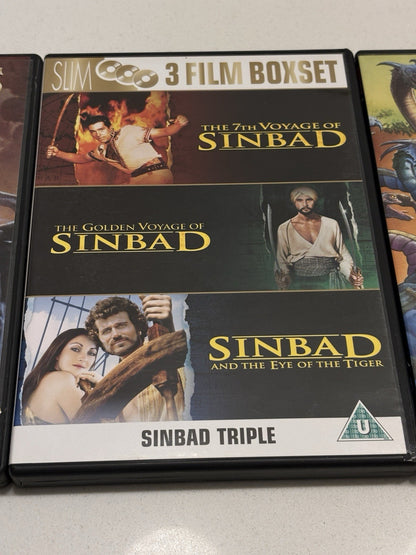 SLIM 3 FILM BOXSET
THE 7TH VOYAGE OF
SINBAD
THE GOLDEN VOYAGE OF
SINBAD
SINBAD
AND THE EYE OF THE TIGER
SINBAD TRIPLE
U